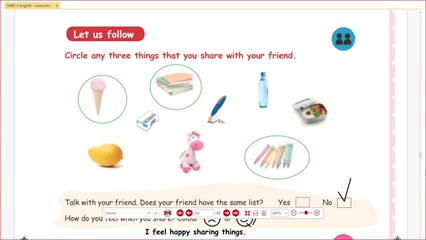 Let us follow
Circle any three things that you share with your friend.
Talk with your friend. Does your friend have the same list? Yes No
How do you feel when you share? Colour or
I feel happy sharing things.